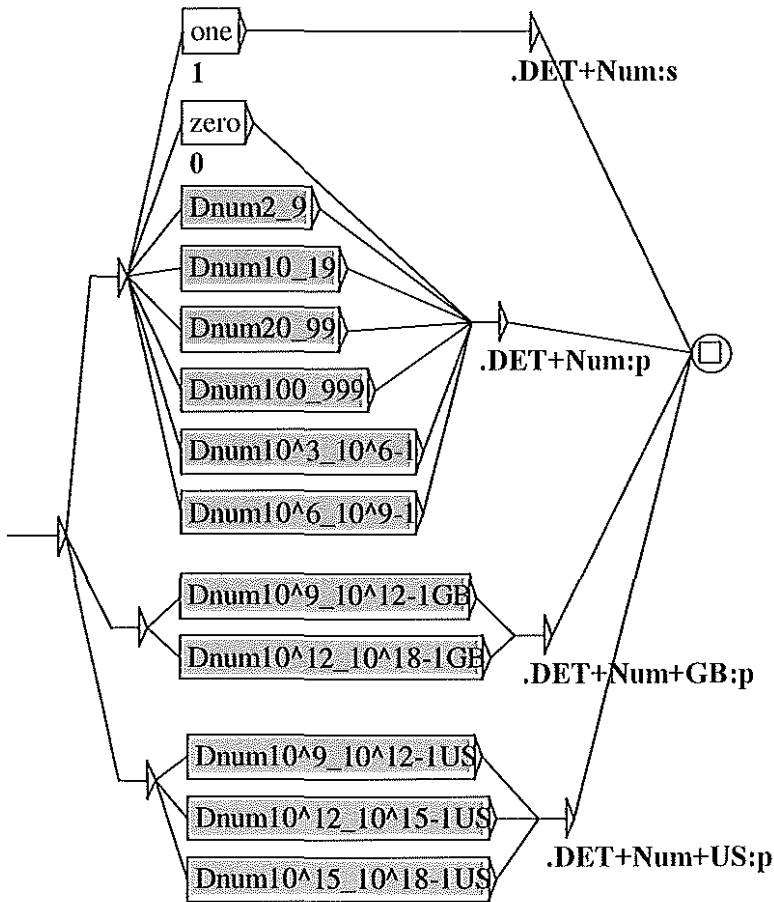 one
1
.DET+Num:s
zero
0
Dnum2_9
Dnum10_19
Dnum20_99
.DET+Num:p
Dnum100_999
Dnum10^3_10^6-1
Dnum10^6_10^9-1
Dnum10^9_10^12-1GB
Dnum10^12_10^18-1GB
.DET+Num+GB:p
Dnum10^9_10^12-1US
Dnum10^12_10^15-1US
.DET+Num+US:p
Dnum10^15_10^18-1US